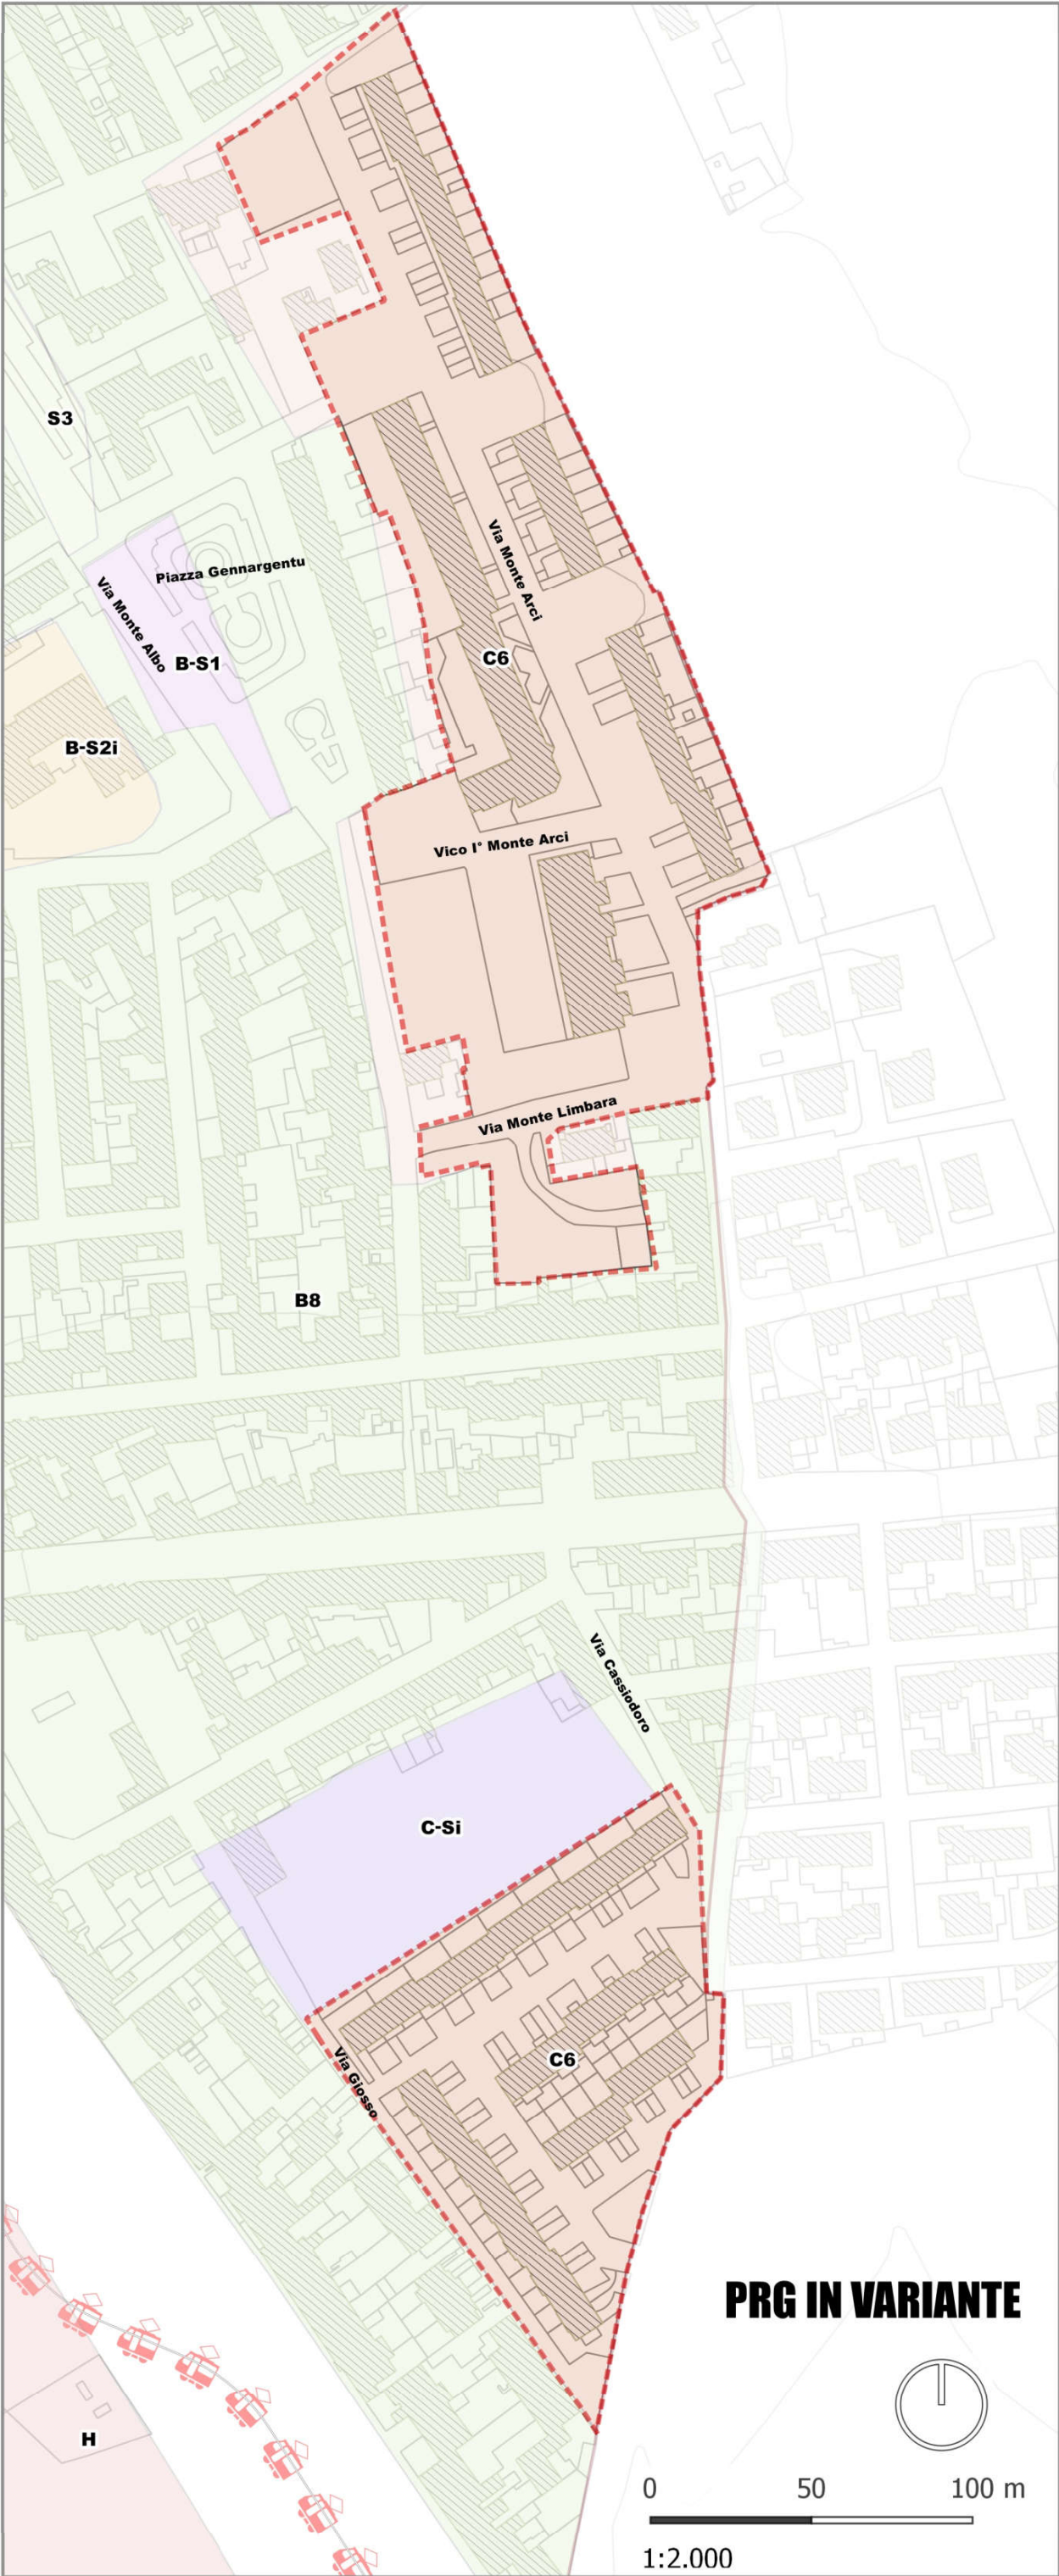 S3
Via Monte Arci
Piazza Gennargentu
Via Monte Albo
B-S1
C6
B-S2i
Vico I° Monte Arci
Via Monte Limbara
B8
Via Cassiodoro
C-Si
C6
Via Giosso
PRG IN VARIANTE
H
0 50 100 m
1:2.000